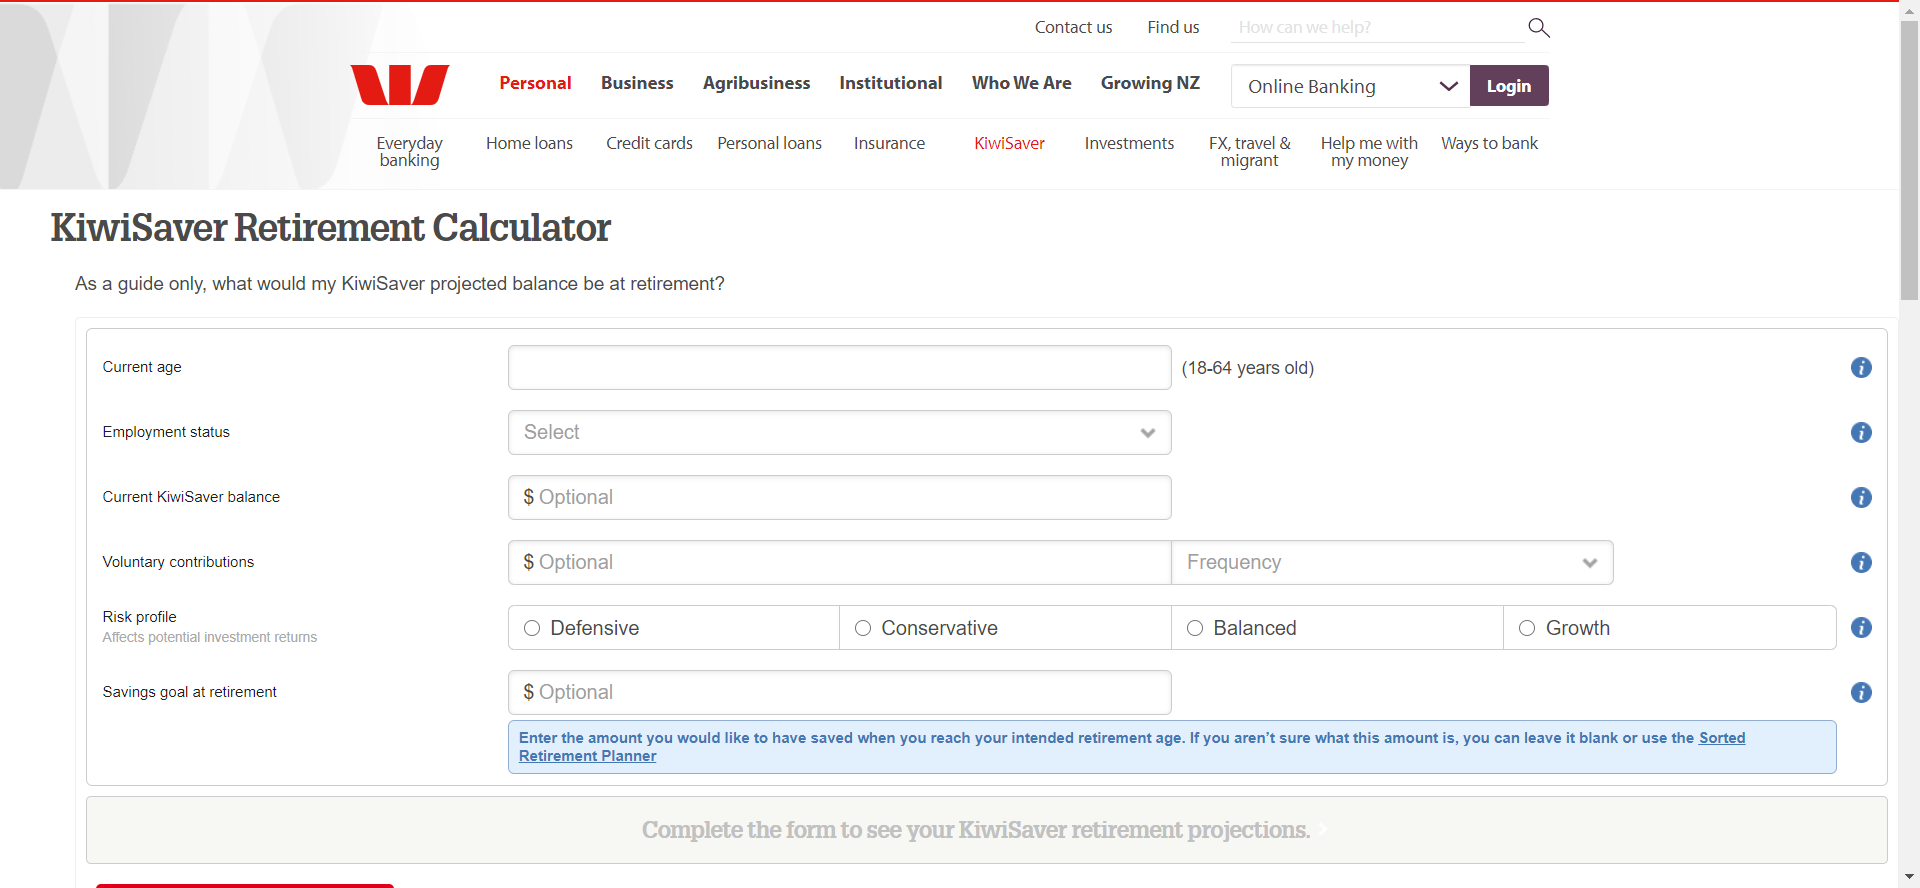 Contact us
Find us
How can we help?
Personal
Business
Agribusiness
Institutional
Who We Are
Growing NZ
Online Banking
Login
Everyday
banking
Home loans
Credit cards
Personal loans
Insurance
KiwiSaver
Investments
FX, travel &
migrant
Help me with
my money
Ways to bank
KiwiSaver Retirement Calculator
As a guide only, what would my KiwiSaver projected balance be at retirement?
Current age
(18-64 years old)
Employment status
Select
Current KiwiSaver balance
$ Optional
Voluntary contributions
$ Optional
Frequency
Risk profile
Affects potential investment returns
Defensive
Conservative
Balanced
Growth
Savings goal at retirement
$ Optional
Enter the amount you would like to have saved when you reach your intended retirement age. If you aren’t sure what this amount is, you can leave it blank or use the Sorted
Retirement Planner
Complete the form to see your KiwiSaver retirement projections.